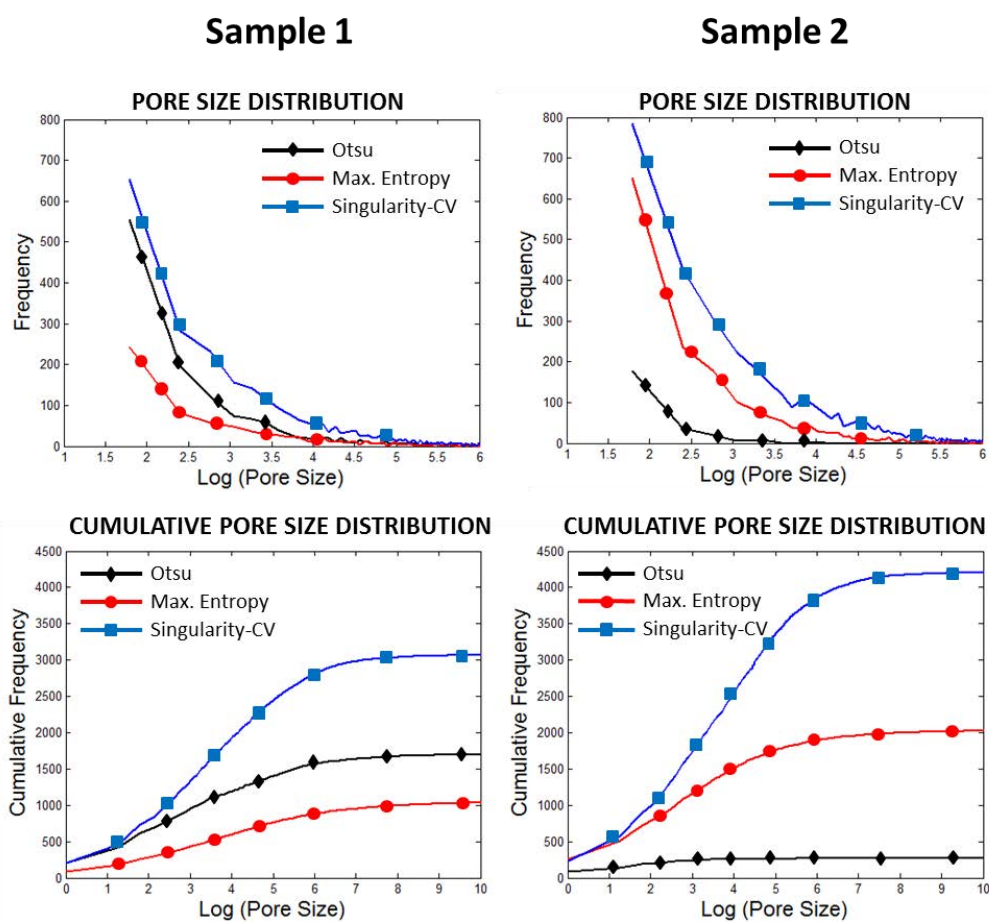 Sample 1
Sample 2
PORE SIZE DISTRIBUTION
800
700
600
500
400
300
200
100
0
Frequency
Otsu
Max. Entropy
Singularity-CV
1 1.5 2 2.5 3 3.5 4 4.5 5 5.5 6
Log (Pore Size)
PORE SIZE DISTRIBUTION
800
700
600
500
400
300
200
100
0
Frequency
Otsu
Max. Entropy
Singularity-CV
1 1.5 2 2.5 3 3.5 4 4.5 5 5.5 6
Log (Pore Size)
CUMULATIVE PORE SIZE DISTRIBUTION
4500
4000
3500
3000
2500
2000
1500
1000
500
0
Cumulative Frequency
Otsu
Max. Entropy
Singularity-CV
0 1 2 3 4 5 6 7 8 9 10
Log (Pore Size)
CUMULATIVE PORE SIZE DISTRIBUTION
4500
4000
3500
3000
2500
2000
1500
1000
500
0
Cumulative Frequency
Otsu
Max. Entropy
Singularity-CV
0 1 2 3 4 5 6 7 8 9 10
Log (Pore Size)